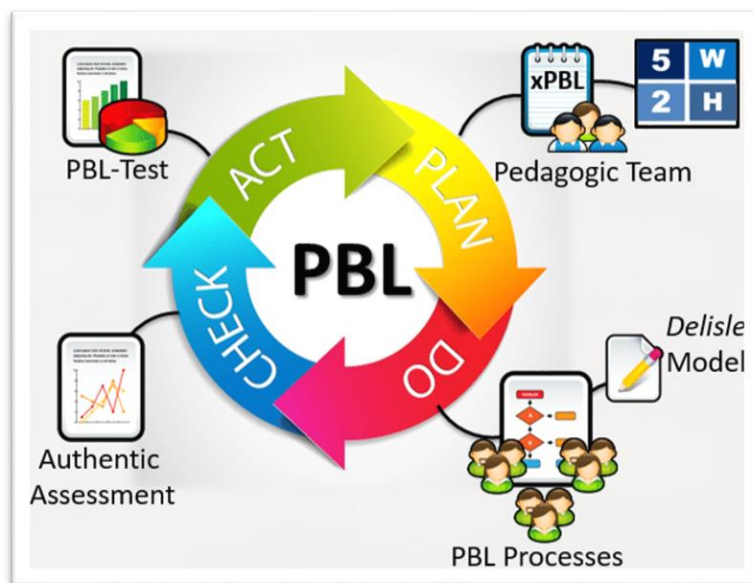 PBL-Test
ACT
PLAN
xPBL
Pedagogic Team
5 W
2 H
PBL
CHECK
DO
Delisle
Model
Authentic
Assessment
PBL Processes